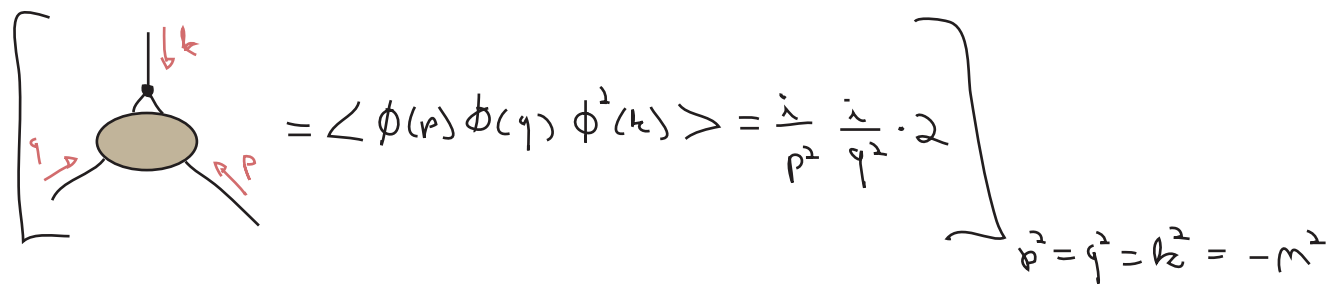 k
q
p
= < ϕ(p) ϕ(q) ϕ²(k) > = i/p² i/q² · 2
p² = q² = k² = -m²